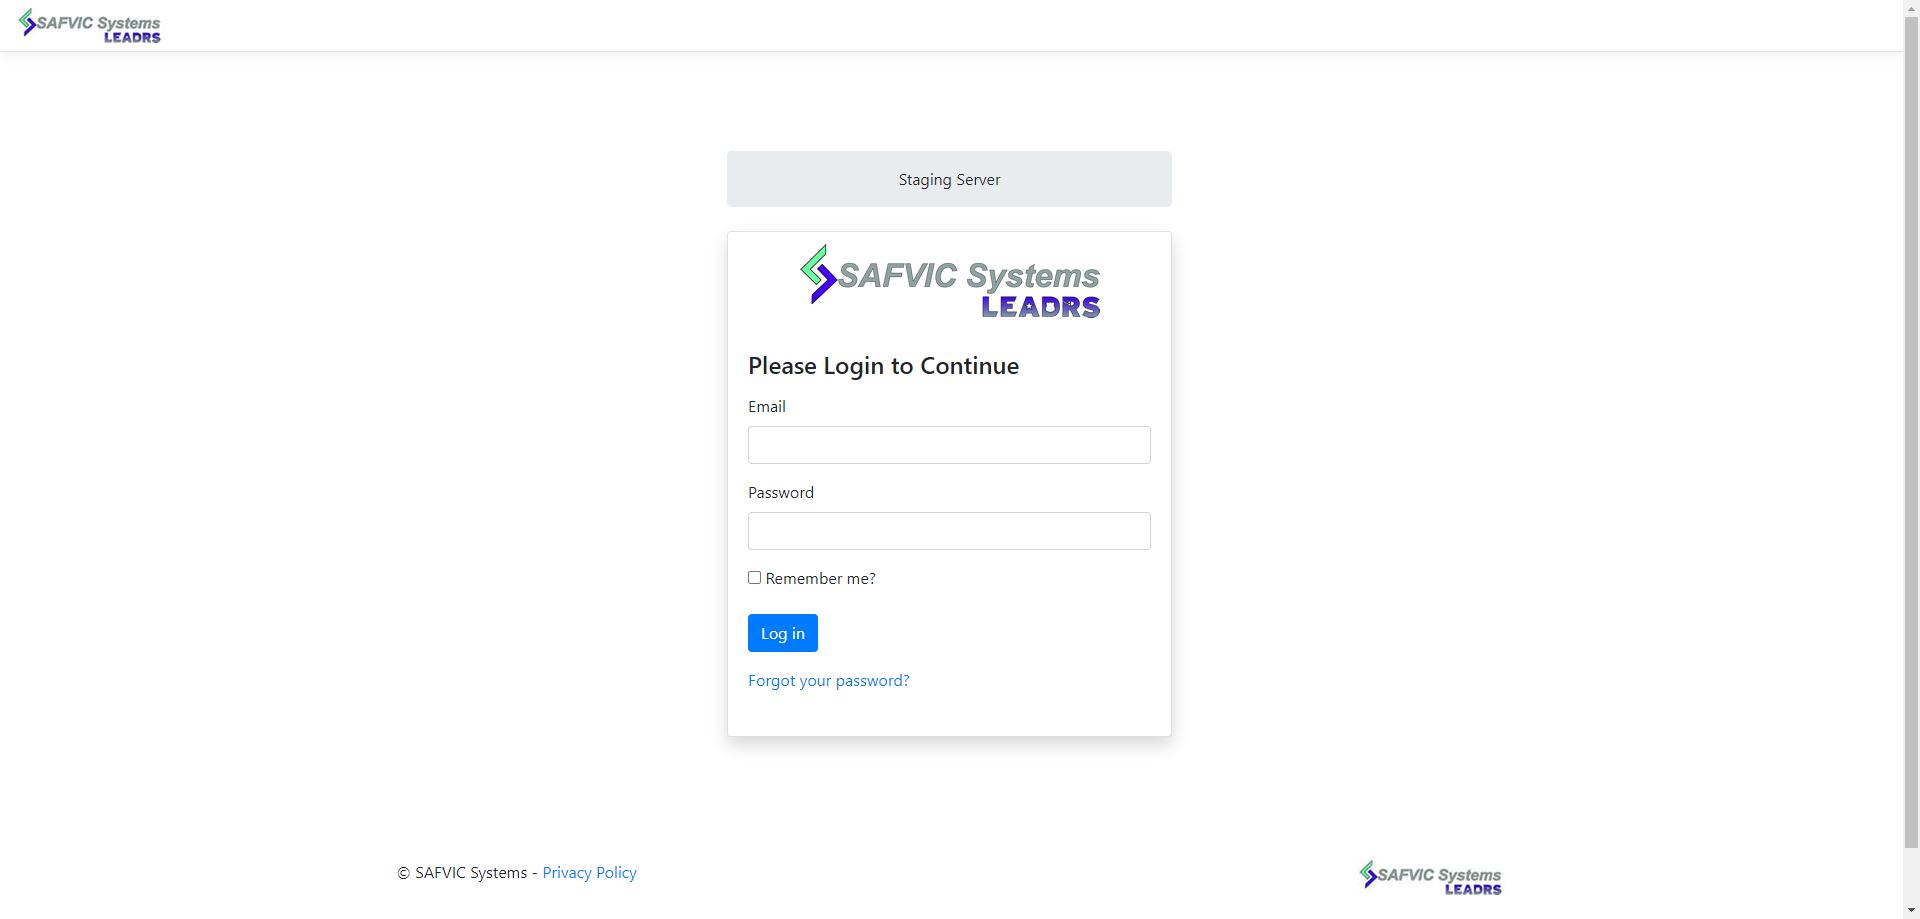 SAFVIC Systems
LEADRS
Staging Server
SAFVIC Systems
LEADRS
Please Login to Continue
Email
Password
Remember me?
Log in
Forgot your password?
© SAFVIC Systems - Privacy Policy
SAFVIC Systems
LEADRS